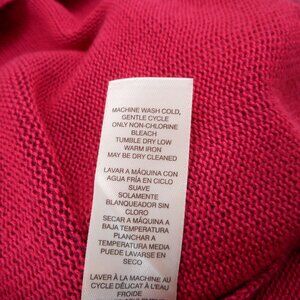 MACHINE WASH COLD,
GENTLE CYCLE
ONLY NON-CHLORINE
BLEACH
TUMBLE DRY LOW
WARM IRON
MAY BE DRY CLEANED
LAVAR A MÁQUINA CON
AGUA FRÍA EN CICLO
SUAVE
SOLAMENTE
BLANQUEADOR SIN
CLORO
SECAR A MÁQUINA A
BAJA TEMPERATURA
PLANCHAR A
TEMPERATURA MEDIA
PUEDE LAVARSE EN
SECO
LAVER À LA MACHINE AU
CYCLE DÉLICAT À L'EAU
FROIDE